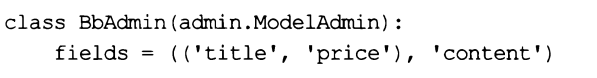 class BbAdmin(admin.ModelAdmin):
    fields = (('title', 'price'), 'content')